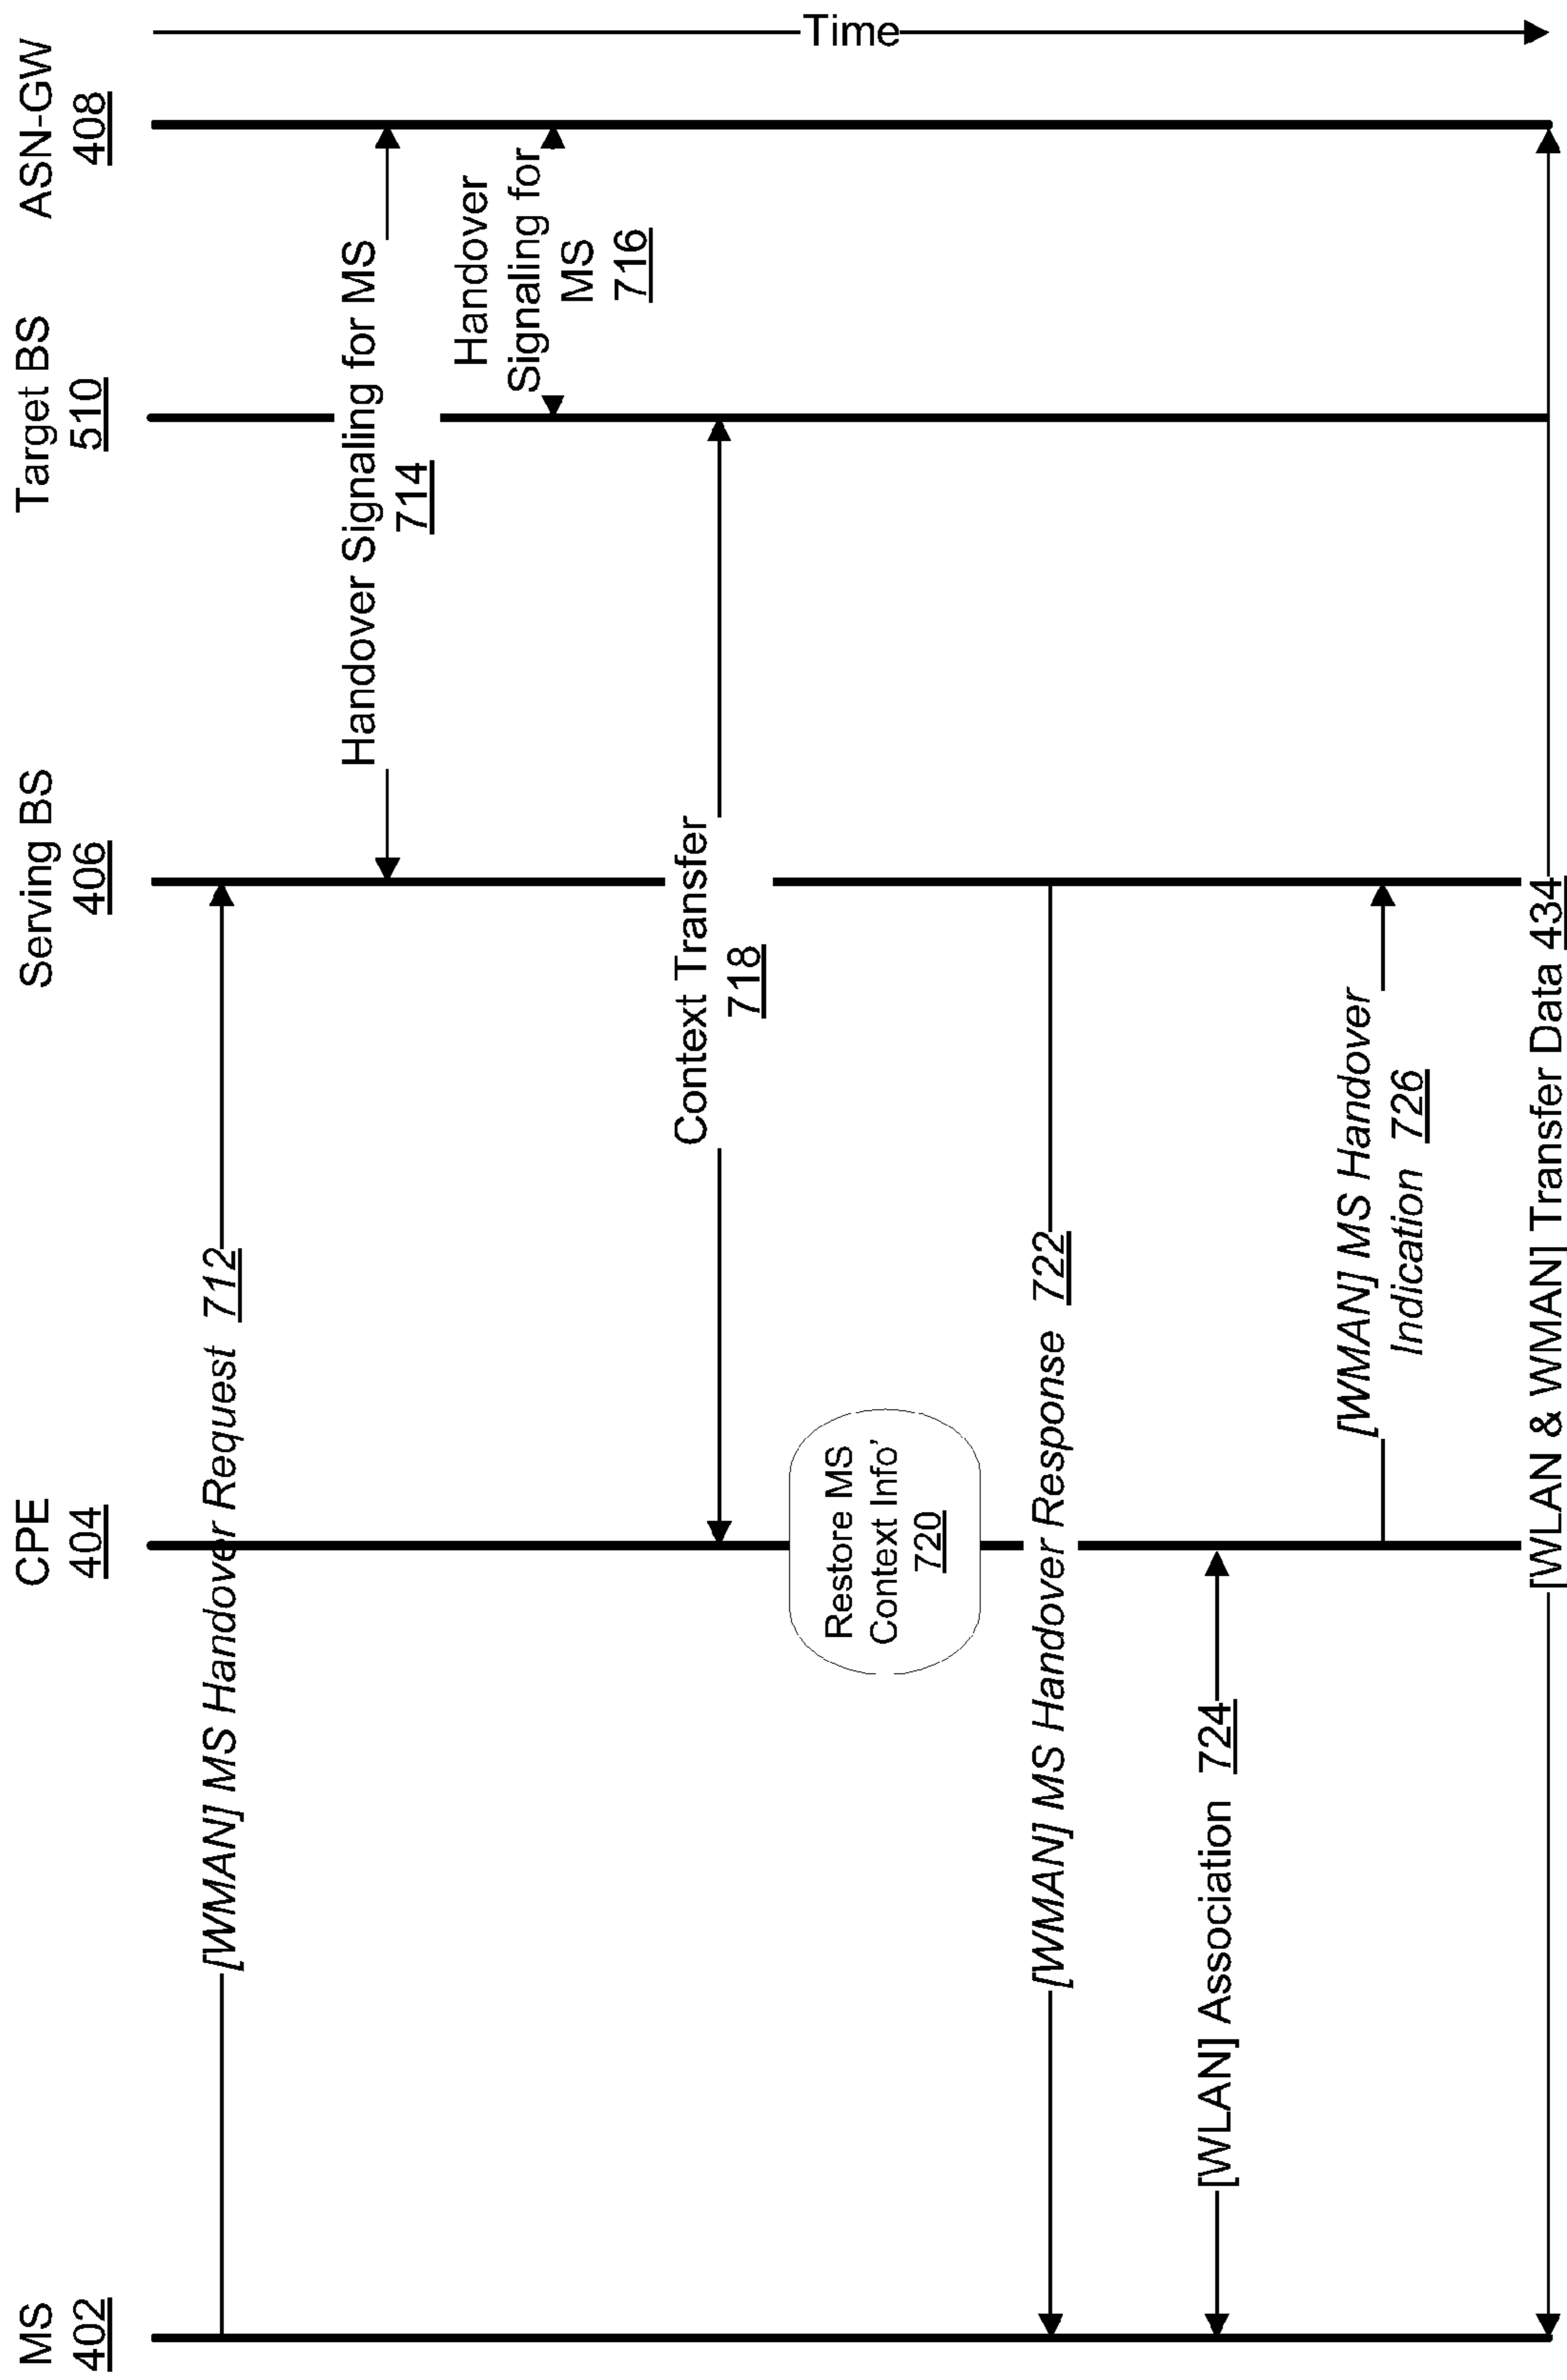 MS
402
CPE
404
Serving BS
406
Target BS
510
ASN-GW
408
Time
[WMAN] MS Handover Request 712
Handover Signaling for MS
714
Handover
Signaling for
MS
716
Context Transfer
718
Restore MS
Context Info’
720
[WMAN] MS Handover Response 722
[WLAN] Association 724
[WMAN] MS Handover
Indication 726
[WLAN & WMAN] Transfer Data 434